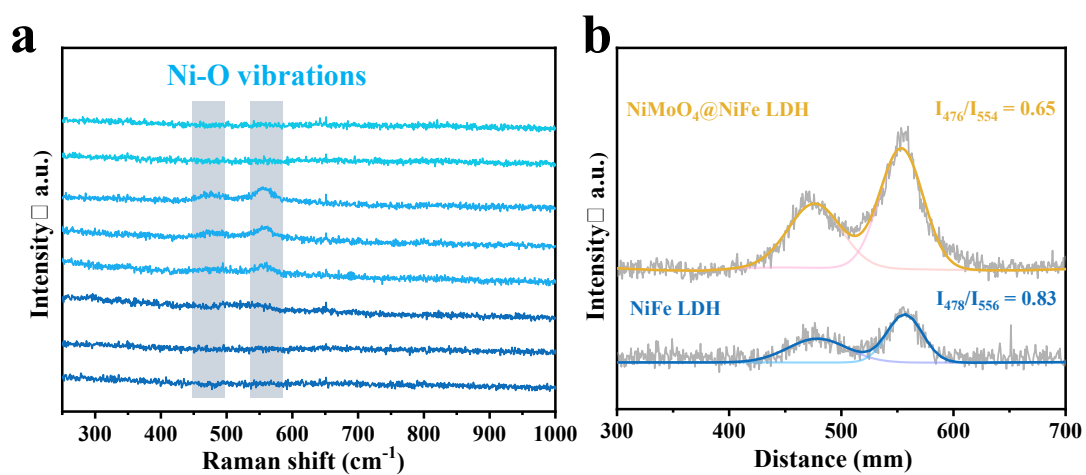 a
Ni-O vibrations
Intensity□ a.u.)
300 400 500 600 700 800 900 1000
Raman shift (cm⁻¹)
b
NiMoO₄@NiFe LDH
I₄₇₆/I₅₅₄ = 0.65
NiFe LDH
I₄₇₈/I₅₅₆ = 0.83
Intensity□ a.u.)
300 400 500 600 700
Distance (mm)